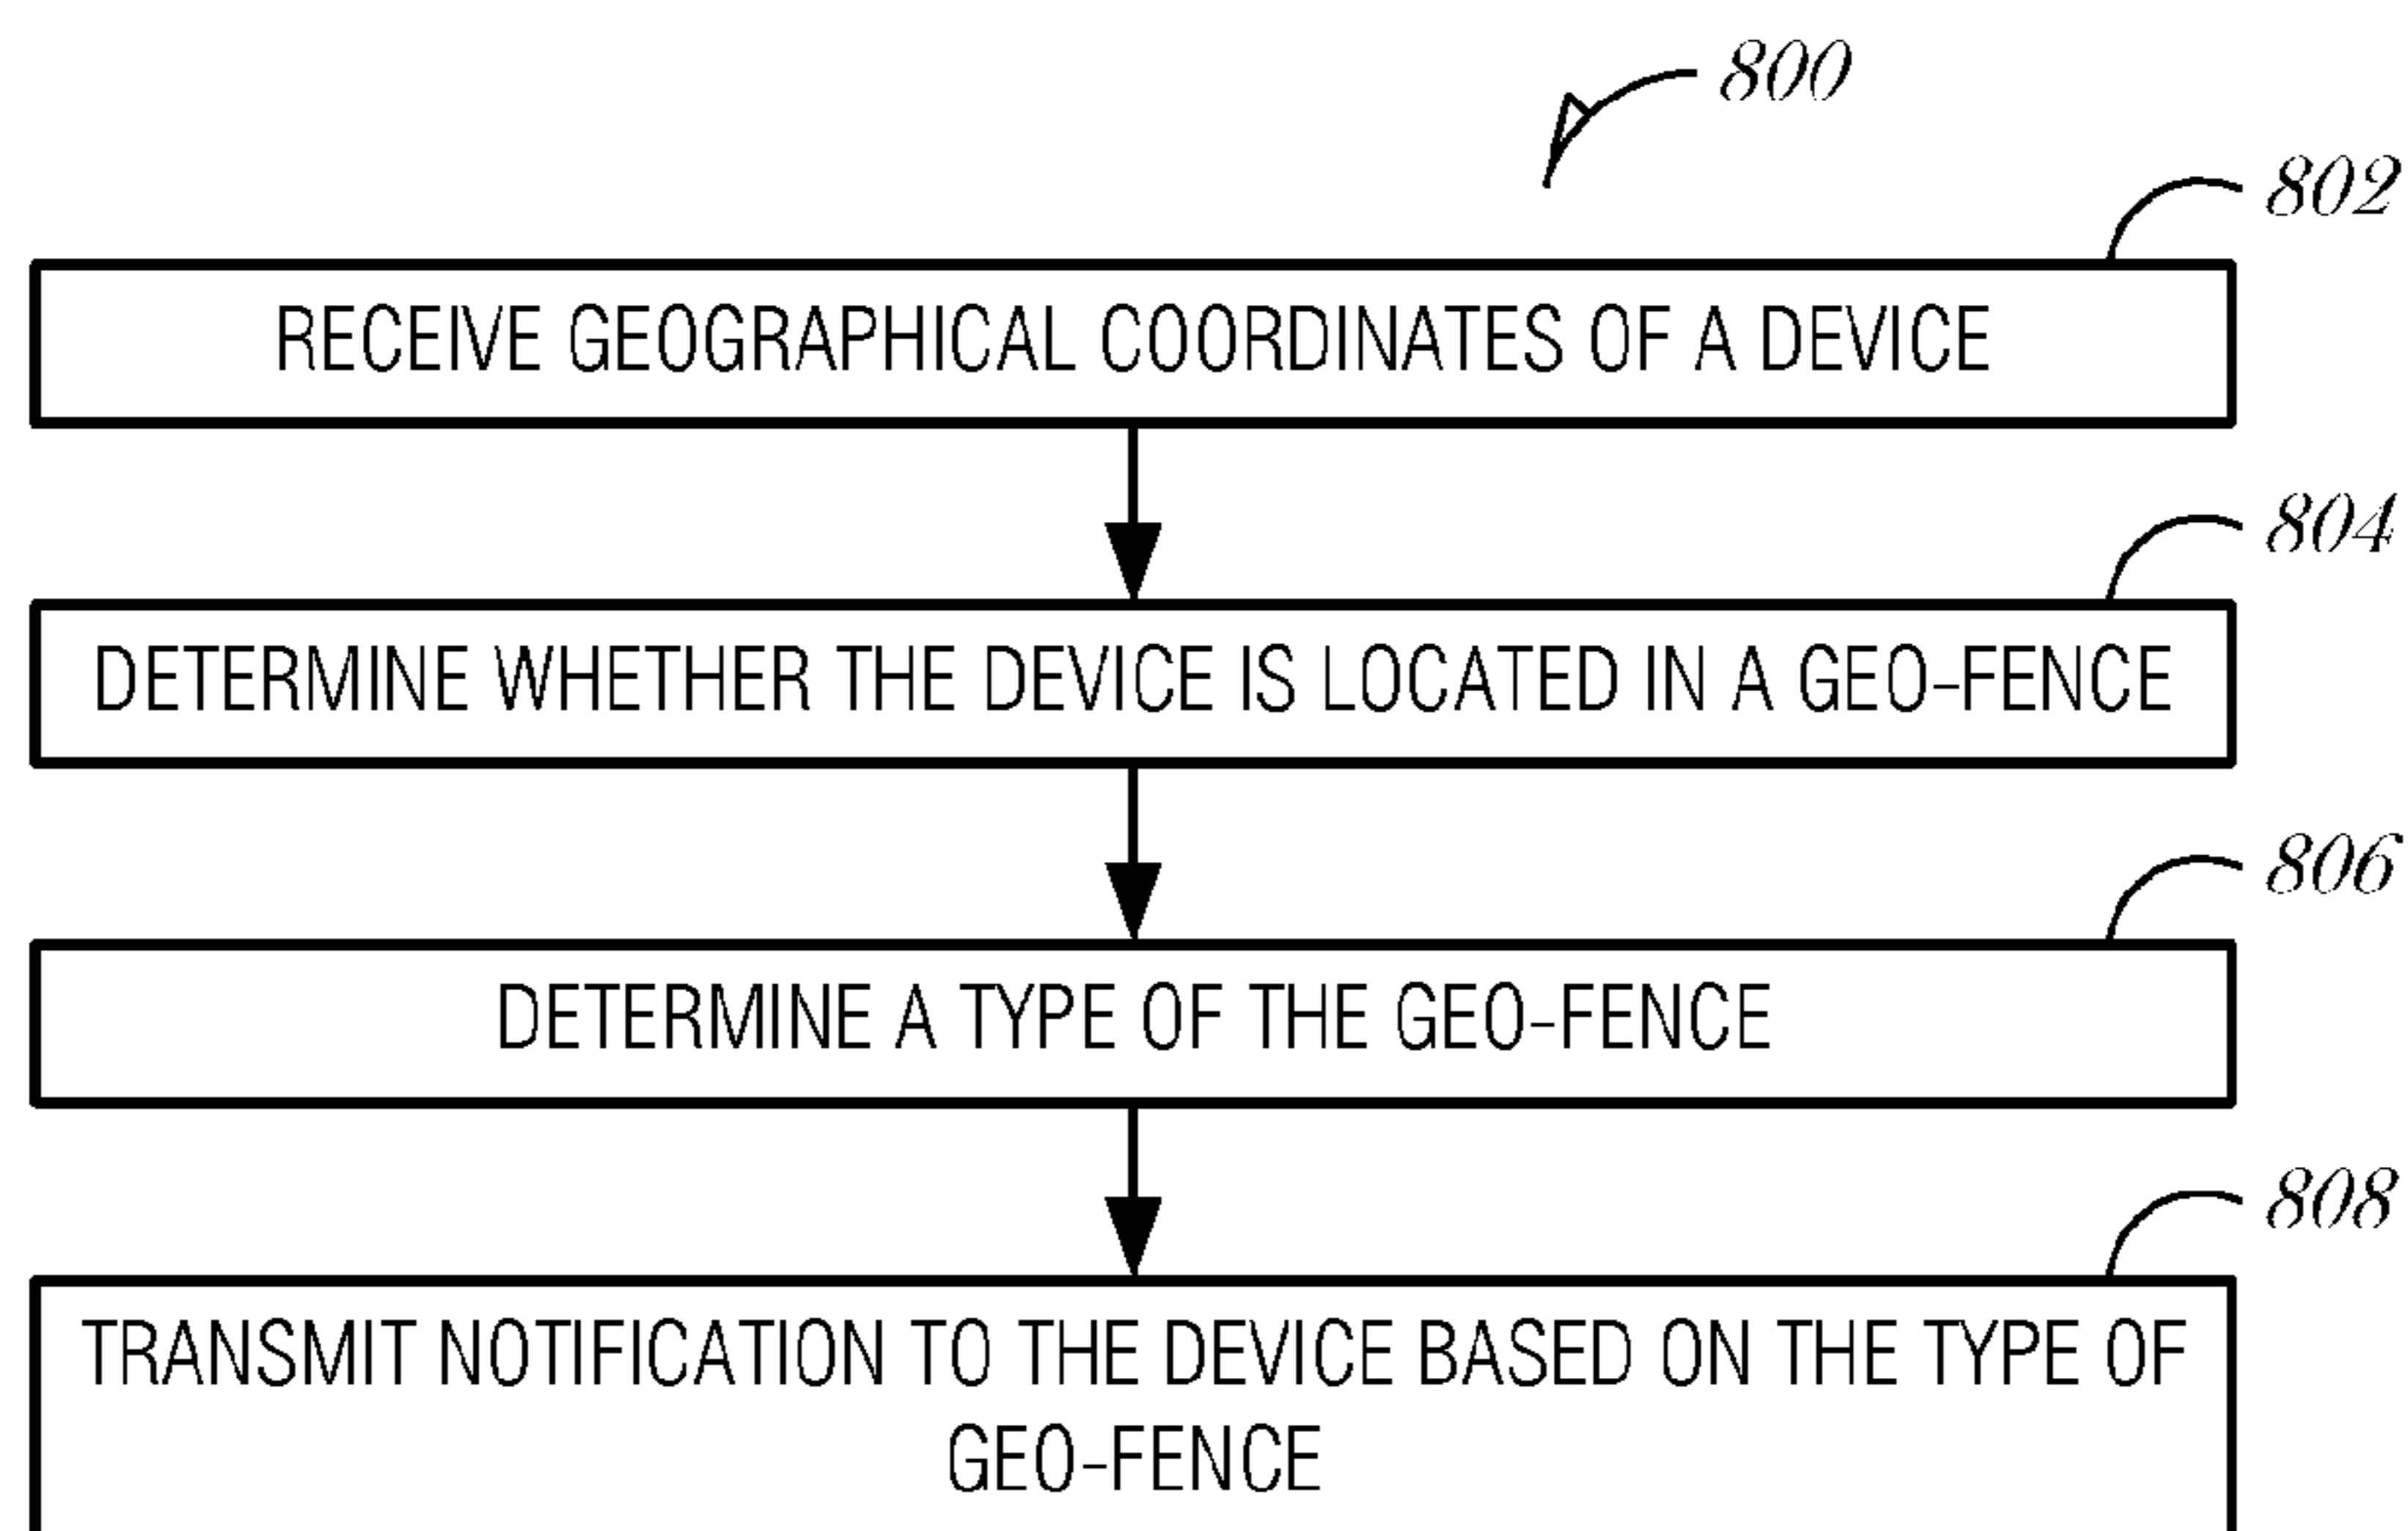 800
802
RECEIVE GEOGRAPHICAL COORDINATES OF A DEVICE
804
DETERMINE WHETHER THE DEVICE IS LOCATED IN A GEO-FENCE
806
DETERMINE A TYPE OF THE GEO-FENCE
808
TRANSMIT NOTIFICATION TO THE DEVICE BASED ON THE TYPE OF
GEO-FENCE